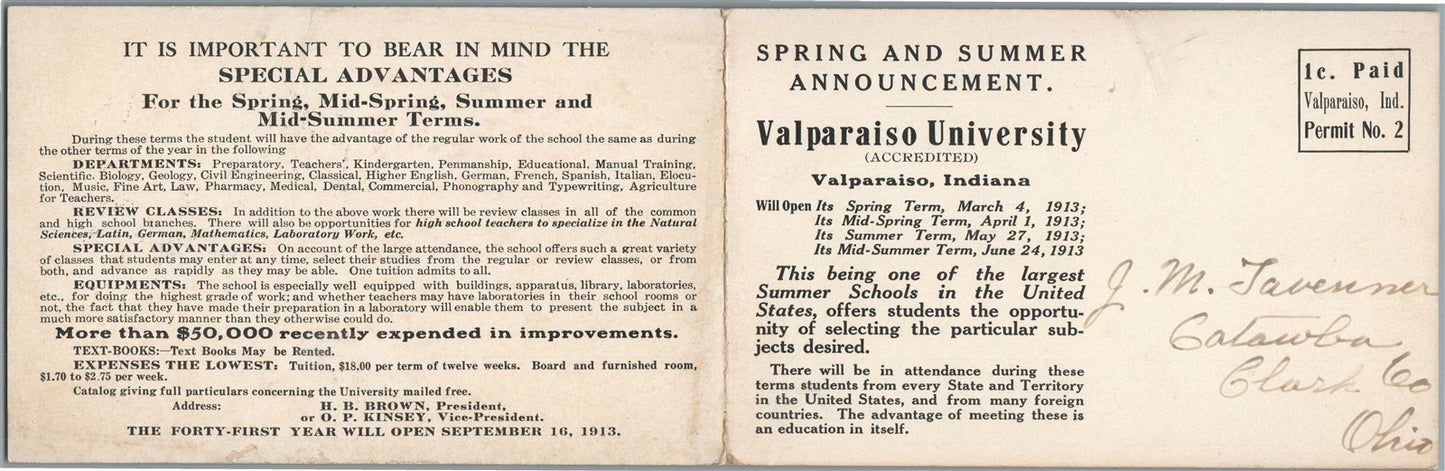 IT IS IMPORTANT TO BEAR IN MIND THE
SPECIAL ADVANTAGES
For the Spring, Mid-Spring, Summer and
Mid-Summer Terms.
During these terms the student will have the advantage of the regular work of the school the same as during
the other terms of the year in the following
DEPARTMENTS: Preparatory, Teachers', Kindergarten, Penmanship, Educational, Manual Training,
Scientific, Biology, Geology, Civil Engineering, Classical, Higher English, German, French, Spanish, Italian, Elocu-
tion, Music, Fine Art, Law, Pharmacy, Medical, Dental, Commercial, Phonography and Typewriting, Agriculture
for Teachers.
REVIEW CLASSES: In addition to the above work there will be review classes in all of the common
and high school branches. There will also be opportunities for high school teachers to specialize in the Natural
Sciences, Latin, German, Mathematics, Laboratory Work, etc.
SPECIAL ADVANTAGES: On account of the large attendance, the school offers such a great variety
of classes that students may enter at any time, select their studies from the regular or review classes, or from
both, and advance as rapidly as they may be able. One tuition admits to all.
EQUIPMENTS: The school is especially well equipped with buildings, apparatus, library, laboratories,
etc., for doing the highest grade of work; and whether teachers may have laboratories in their school rooms or
not, the fact that they have made their preparation in a laboratory will enable them to present the subject in a
much more satisfactory manner than they otherwise could do.
More than $50,000 recently expended in improvements.
TEXT-BOOKS:—Text Books May be Rented.
EXPENSES THE LOWEST: Tuition, $18.00 per term of twelve weeks. Board and furnished room,
$1.70 to $2.75 per week.
Catalog giving full particulars concerning the University mailed free.
Address: H. B. BROWN, President,
or O. P. KINSEY, Vice-President.
THE FORTY-FIRST YEAR WILL OPEN SEPTEMBER 16, 1913.
SPRING AND SUMMER
ANNOUNCEMENT.
Valparaiso University
(ACCREDITED)
Valparaiso, Indiana
Will Open Its Spring Term, March 4, 1913;
Its Mid-Spring Term, April 1, 1913;
Its Summer Term, May 27, 1913;
Its Mid-Summer Term, June 24, 1913
This being one of the largest
Summer Schools in the United
States, offers students the opportu-
nity of selecting the particular sub-
jects desired.
There will be in attendance during these
terms students from every State and Territory
in the United States, and from many foreign
countries. The advantage of meeting these is
an education in itself.
1c. Paid
Valparaiso, Ind.
Permit No. 2
J. M. Tavenner
Catawba
Clark Co
Ohio